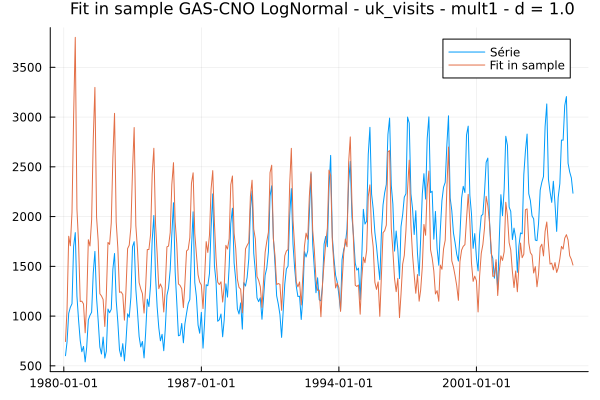 Fit in sample GAS-CNO LogNormal - uk_visits - mult1 - d = 1.0
Série
Fit in sample
3500
3000
2500
2000
1500
1000
500
1980-01-01 1987-01-01 1994-01-01 2001-01-01